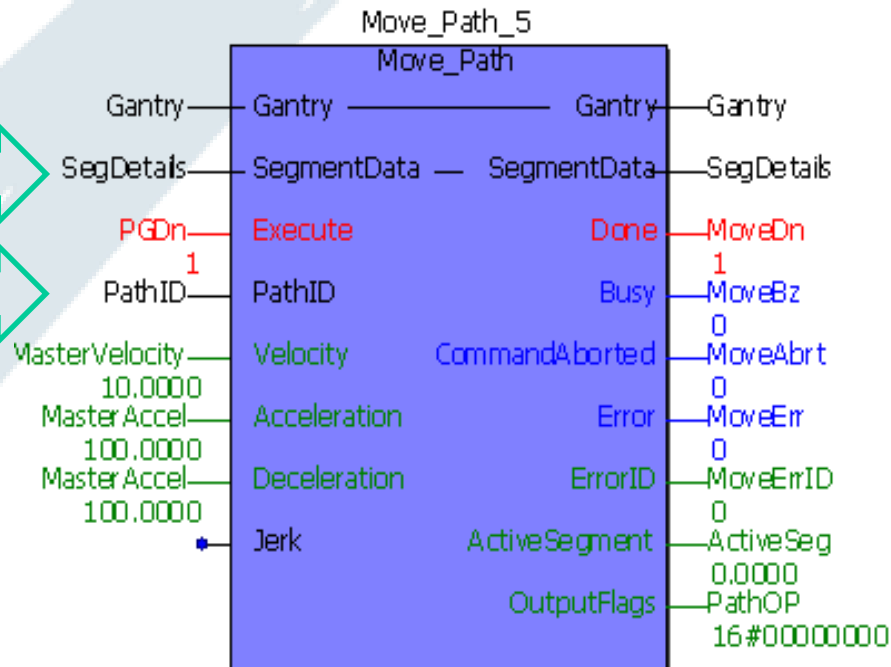 Move_Path_5
Move_Path
Gantry Gantry Gantry Gantry
SegDetails SegmentData SegmentData SegDetails
PGDn Execute Done MoveDn
1 1
PathID PathID Busy MoveBz
0
MasterVelocity Velocity CommandAborted MoveAbrt
10.0000 0
MasterAccel Acceleration Error MoveErr
100.0000 0
MasterAccel Deceleration ErrorID MoveErrID
100.0000 0
Jerk ActiveSegment ActiveSeg
0.0000
OutputFlags PathOP
16#00000000